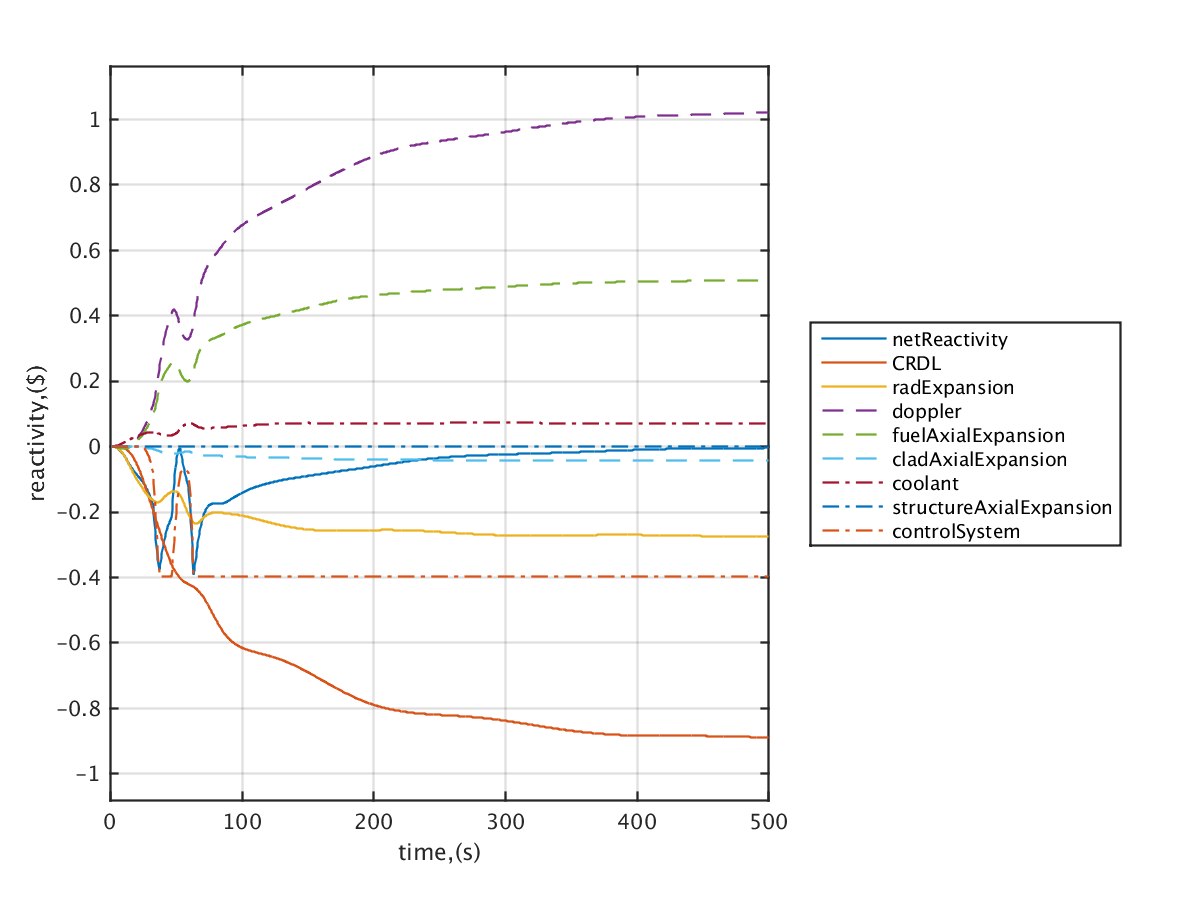 1
0.8
0.6
0.4
0.2
0
-0.2
-0.4
-0.6
-0.8
-1
reactivity,($)
0 100 200 300 400 500
time,(s)
netReactivity
CRDL
radExpansion
doppler
fuelAxialExpansion
cladAxialExpansion
coolant
structureAxialExpansion
controlSystem